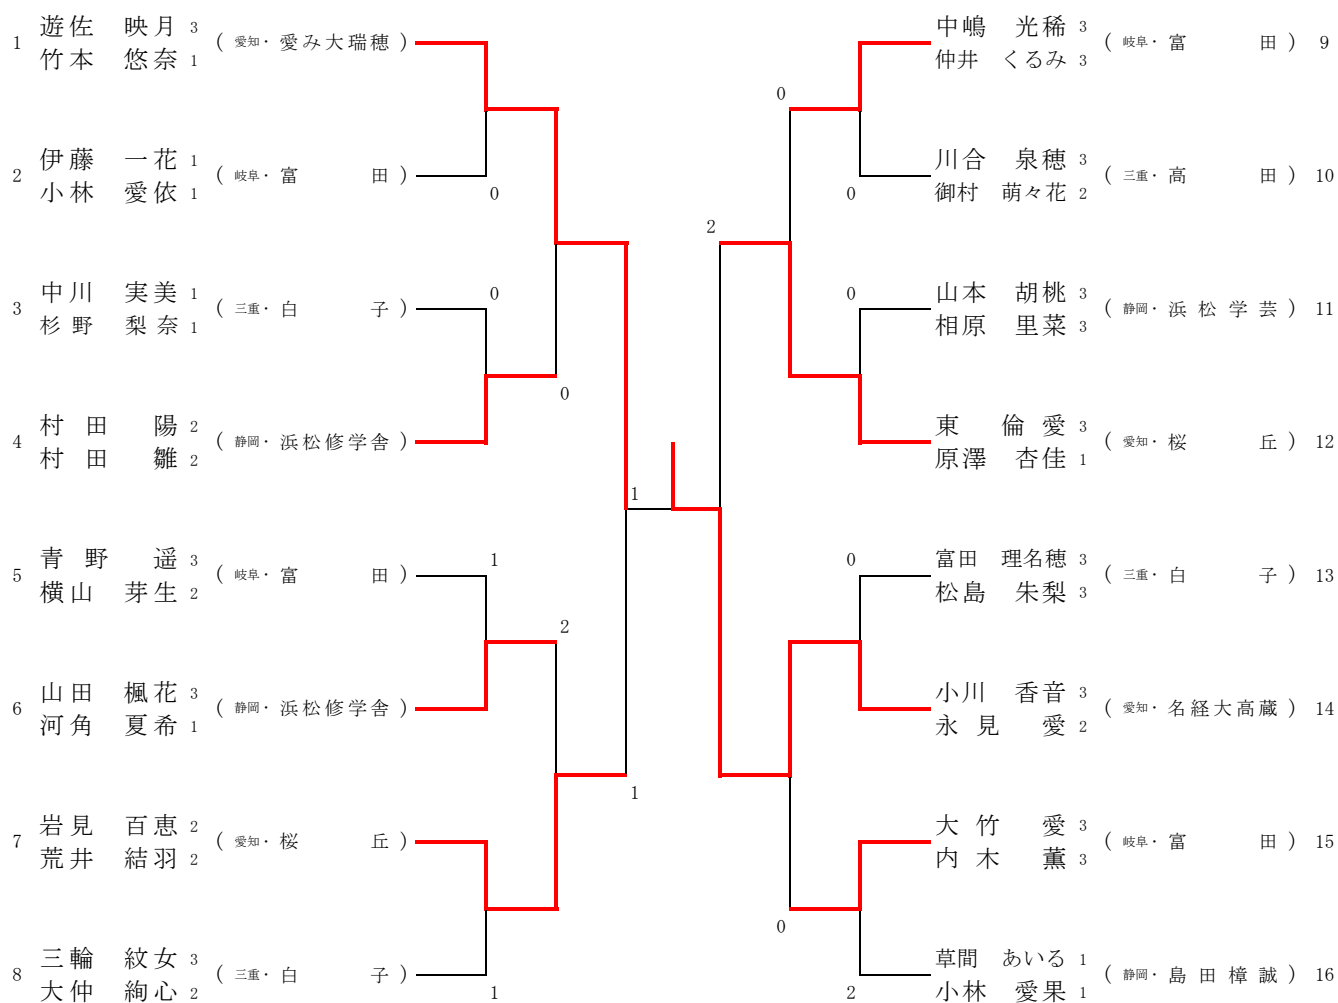 遊佐 映月 3
1 (愛知・愛み大瑞穂)
竹本 悠奈 1
0
伊藤 一花 1
2 (岐阜・富田)
小林 愛依 1
0
中川 実美 1
3 (三重・白子)
杉野 梨奈 1
0
村田 陽 2
4 (静岡・浜松修学舎)
村田 雛 2
1
青野 遥 3
5 (岐阜・富田)
横山 芽生 2
1
2
山田 楓花 3
6 (静岡・浜松修学舎)
河角 夏希 1
1
岩見 百恵 2
7 (愛知・桜丘)
荒井 結羽 2
三輪 紋女 3
8 (三重・白子)
大仲 絢心 2
1
中嶋 光稀 3
(岐阜・富田) 9
仲井 くるみ 3
0
川合 泉穂 3
(三重・高田) 10
御村 萌々花 2
0
2
山本 胡桃 3
(静岡・浜松学芸) 11
相原 里菜 3
0
東 倫愛 3
(愛知・桜丘) 12
原澤 杏佳 1
富田 理名穂 3
(三重・白子) 13
松島 朱梨 3
0
小川 香音 3
(愛知・名経大高蔵) 14
永見 愛 2
大竹 愛 3
(岐阜・富田) 15
内木 薫 3
0
草間 あいる 1
(静岡・島田樟誠) 16
小林 愛果 1
2